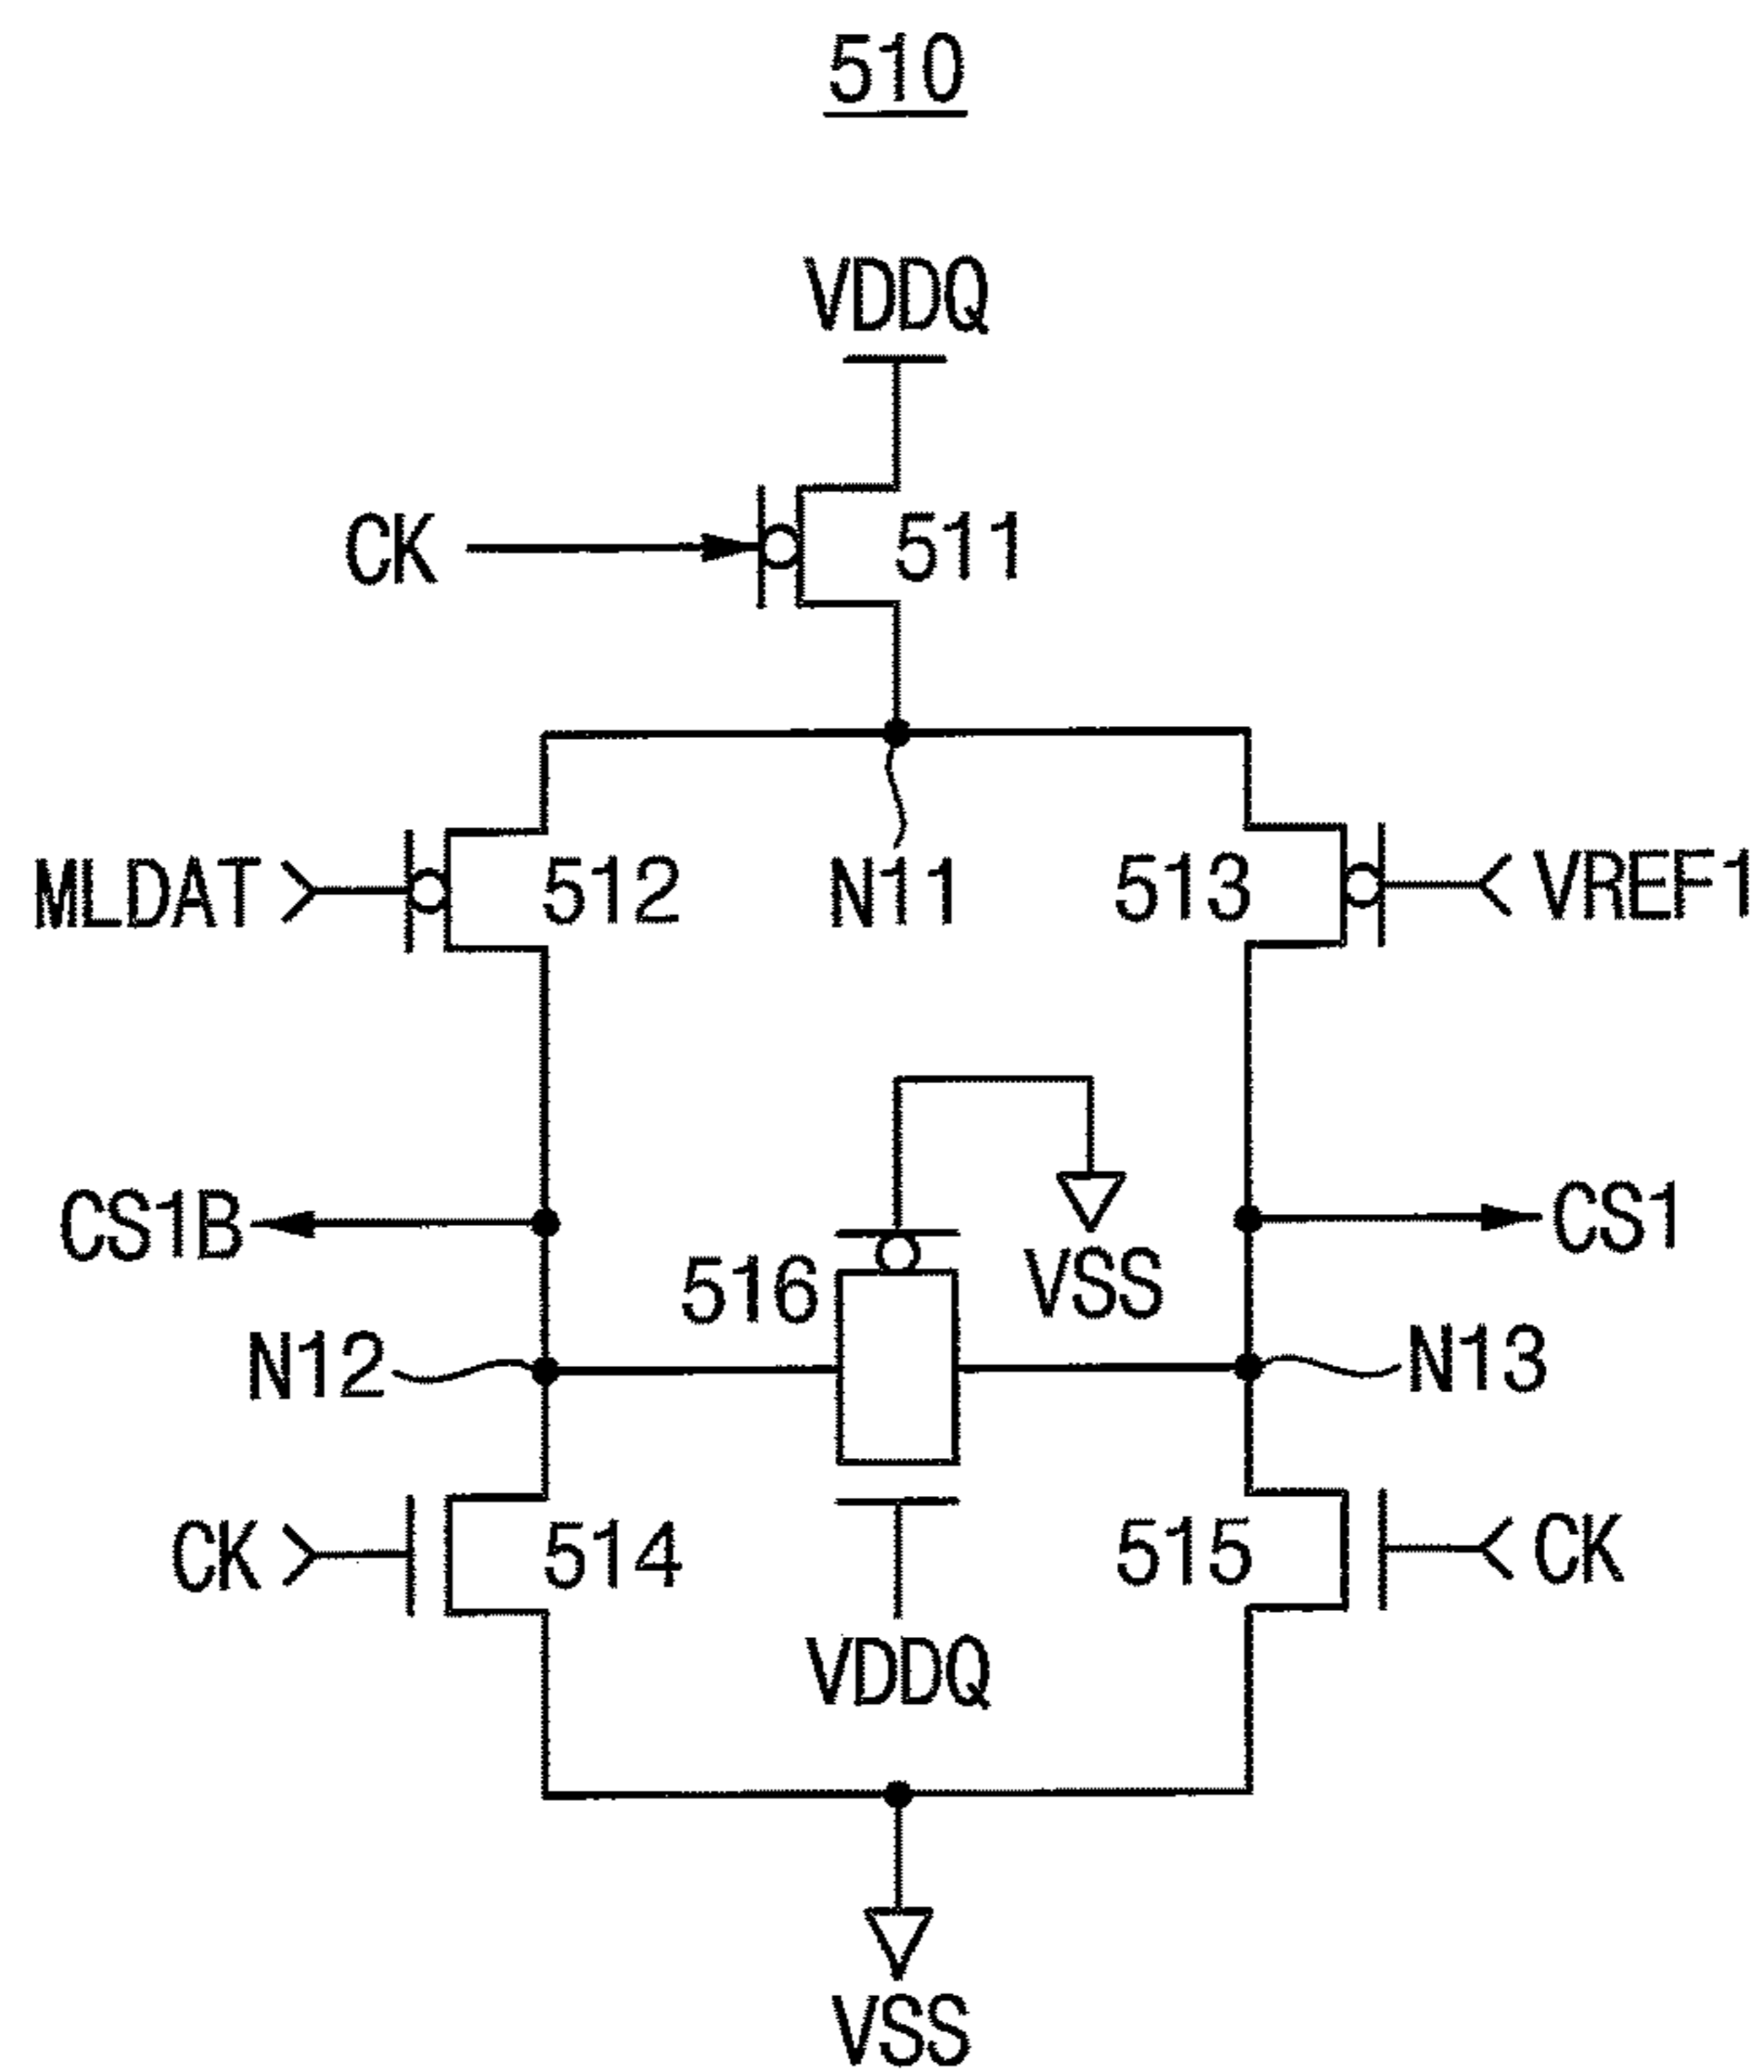 510
VDDQ
CK 511
MLDAT 512 N11 513 VREF1
CS1B CS1
516 VSS
N12 N13
CK 514 515 CK
VDDQ
VSS